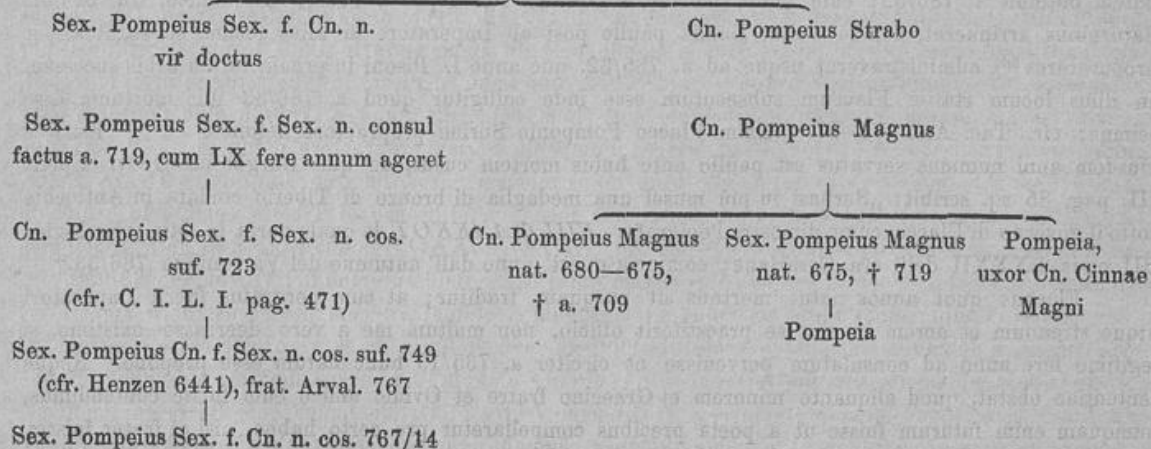 Sex. Pompeius Sex. f. Cn. n.
vir doctus
Cn. Pompeius Strabo
Sex. Pompeius Sex. f. Sex. n. consul
factus a. 719, cum LX fere annum ageret
Cn. Pompeius Magnus
Cn. Pompeius Sex. f. Sex. n. cos.
suf. 723
(cfr. C. I. L. I. pag. 471)
Cn. Pompeius Magnus
nat. 680—675,
† a. 709
Sex. Pompeius Magnus
nat. 675, † 719
Pompeia,
uxor Cn. Cinnae
Magni
Pompeia
Sex. Pompeius Cn. f. Sex. n. cos. suf. 749
(cfr. Henzen 6441), frat. Arval. 767
Sex. Pompeius Sex. f. Cn. n. cos. 767/14